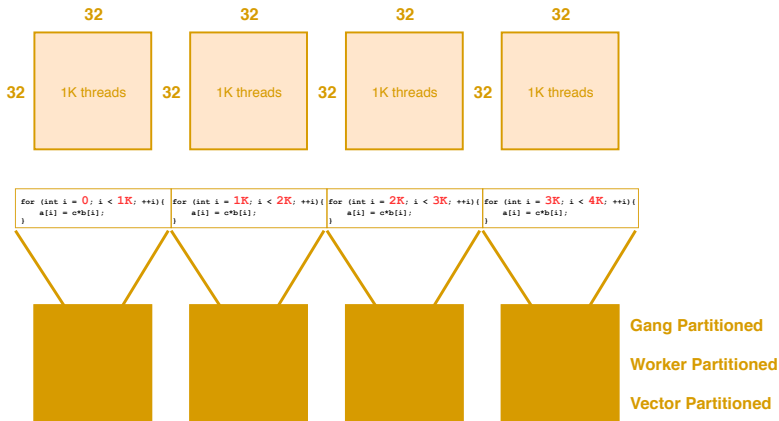 32
32
32
32
32
1K threads
32
1K threads
32
1K threads
32
1K threads
for (int i = 0; i < 1K; ++i){
a[i] = c*b[i];
}
for (int i = 1K; i < 2K; ++i){
a[i] = c*b[i];
}
for (int i = 2K; i < 3K; ++i){
a[i] = c*b[i];
}
for (int i = 3K; i < 4K; ++i){
a[i] = c*b[i];
}
Gang Partitioned
Worker Partitioned
Vector Partitioned